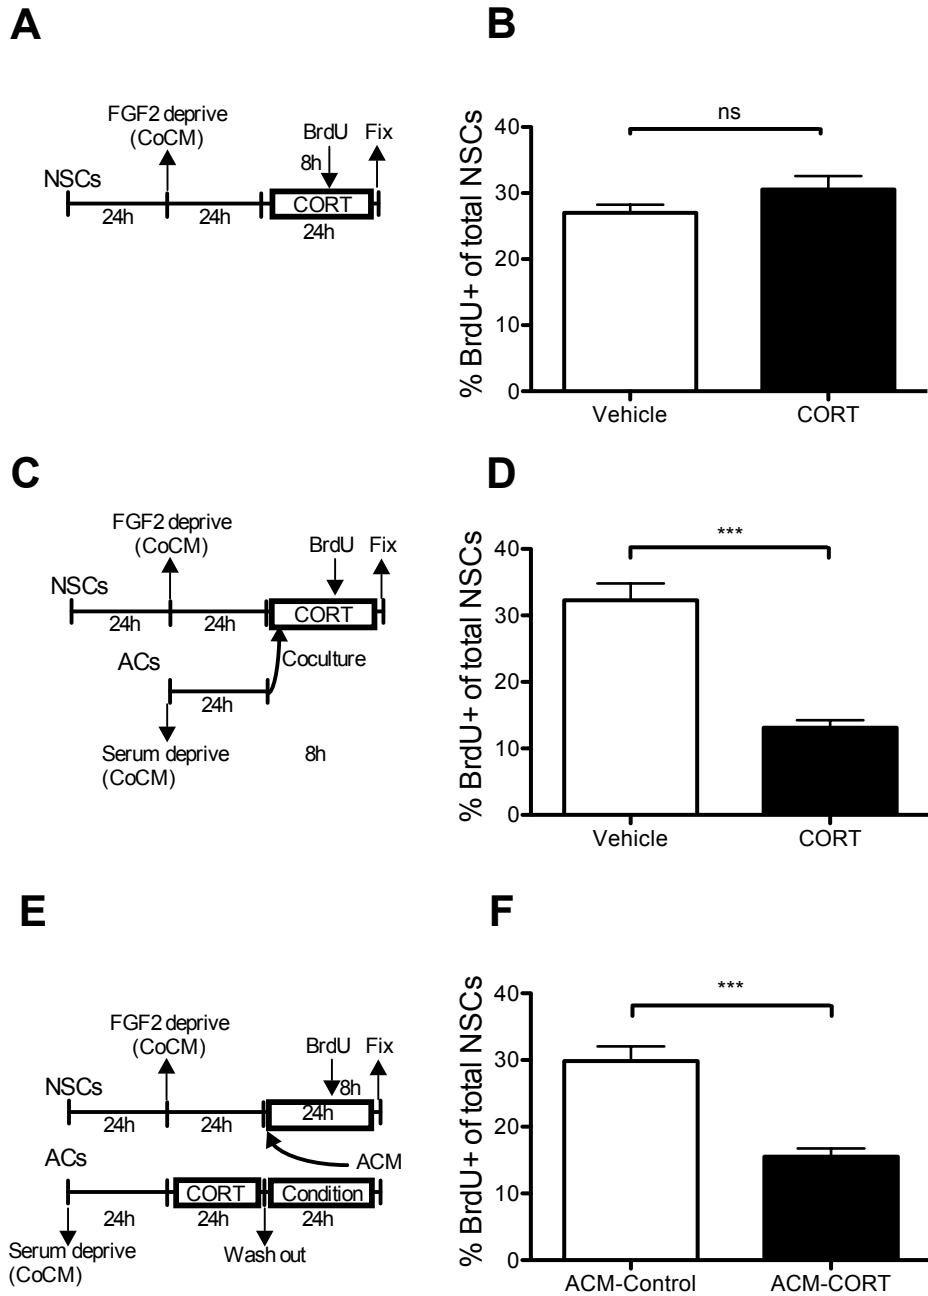 A
FGF2 deprive
(CoCM)
BrdU
Fix
8h
NSCs
24h
24h
CORT
24h
B
% BrdU+ of total NSCs
40
30
20
10
0
ns
Vehicle
CORT
C
FGF2 deprive
(CoCM)
BrdU
Fix
NSCs
24h
24h
CORT
ACs
Coculture
24h
Serum deprive
(CoCM)
8h
D
% BrdU+ of total NSCs
40
30
20
10
0
***
Vehicle
CORT
E
FGF2 deprive
(CoCM)
BrdU
Fix
8h
NSCs
24h
24h
24h
ACs
ACM
CORT
Condition
24h
24h
24h
Serum deprive
(CoCM)
Wash out
F
% BrdU+ of total NSCs
40
30
20
10
0
***
ACM-Control
ACM-CORT